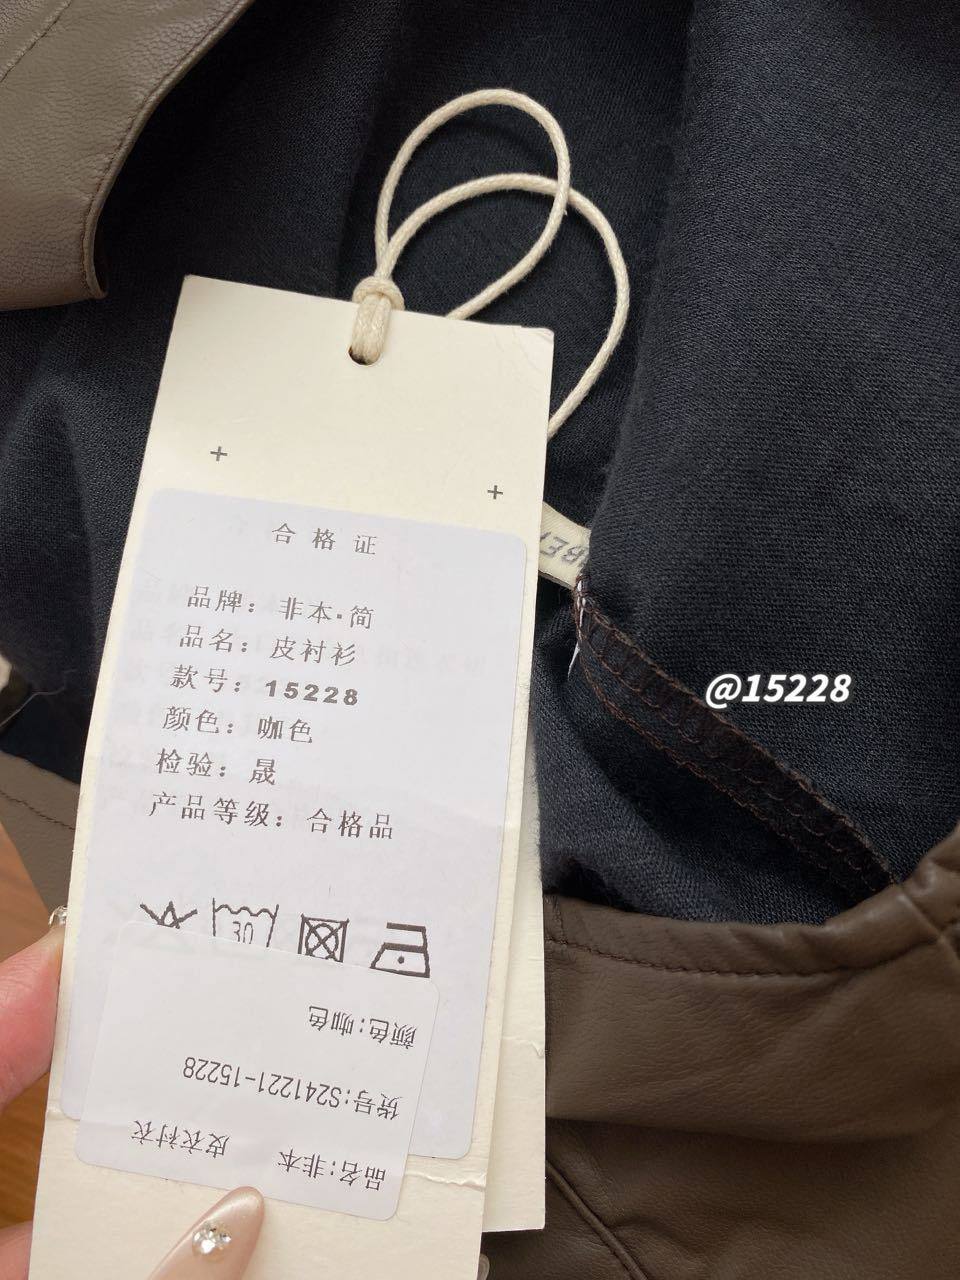 合格证
品牌：非本·简
品名：皮衬衫
款号：15228
颜色：咖色
检验：晟
产品等级：合格品
@15228
颜色:咖色
货号:S241221-15228
品名:非本 皮衣衬衣